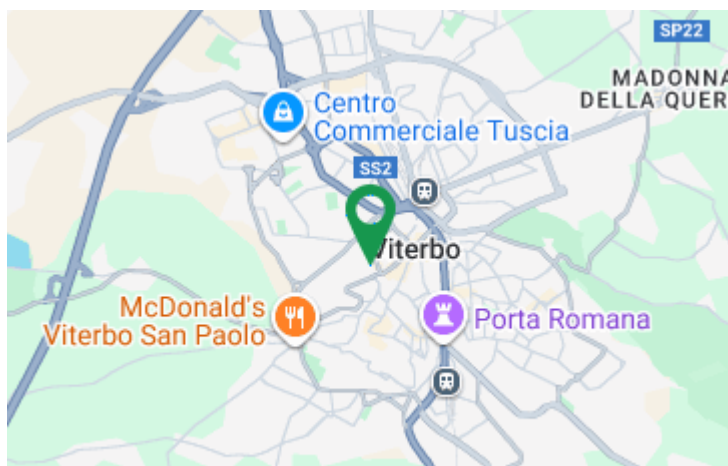 SP22
MADONNA
DELLA QUER
Centro
Commerciale Tuscia
SS2
Viterbo
McDonald's
Viterbo San Paolo
Porta Romana